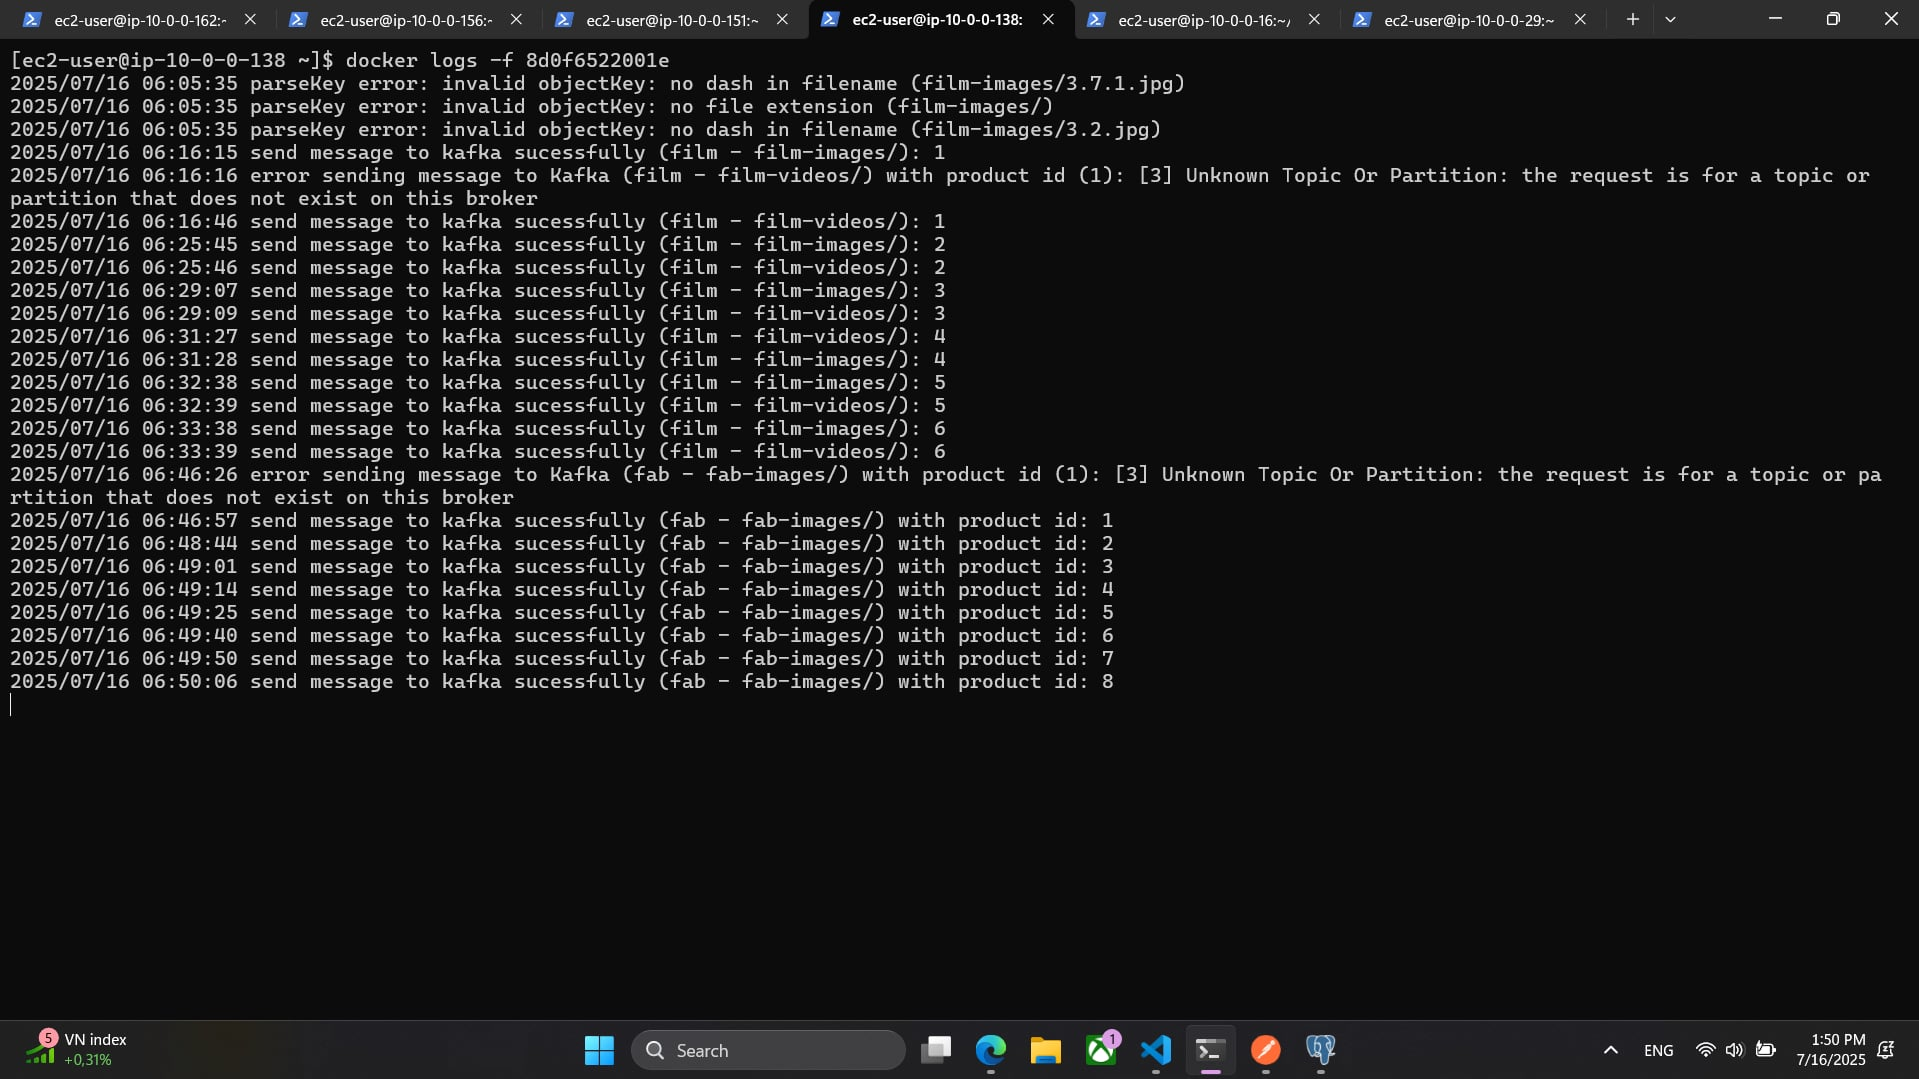 ec2-user@ip-10-0-0-162:~
ec2-user@ip-10-0-0-156:~
ec2-user@ip-10-0-0-151:~
ec2-user@ip-10-0-0-138:
ec2-user@ip-10-0-0-16:~/
ec2-user@ip-10-0-0-29:~
[ec2-user@ip-10-0-0-138 ~]$ docker logs -f 8d0f6522001e
2025/07/16 06:05:35 parseKey error: invalid objectKey: no dash in filename (film-images/3.7.1.jpg)
2025/07/16 06:05:35 parseKey error: invalid objectKey: no file extension (film-images/)
2025/07/16 06:05:35 parseKey error: invalid objectKey: no dash in filename (film-images/3.2.jpg)
2025/07/16 06:16:15 send message to kafka sucessfully (film - film-images/): 1
2025/07/16 06:16:16 error sending message to Kafka (film - film-videos/) with product id (1): [3] Unknown Topic Or Partition: the request is for a topic or
partition that does not exist on this broker
2025/07/16 06:16:46 send message to kafka sucessfully (film - film-videos/): 1
2025/07/16 06:25:45 send message to kafka sucessfully (film - film-images/): 2
2025/07/16 06:25:46 send message to kafka sucessfully (film - film-videos/): 2
2025/07/16 06:29:07 send message to kafka sucessfully (film - film-images/): 3
2025/07/16 06:29:09 send message to kafka sucessfully (film - film-videos/): 3
2025/07/16 06:31:27 send message to kafka sucessfully (film - film-videos/): 4
2025/07/16 06:31:28 send message to kafka sucessfully (film - film-images/): 4
2025/07/16 06:32:38 send message to kafka sucessfully (film - film-images/): 5
2025/07/16 06:32:39 send message to kafka sucessfully (film - film-videos/): 5
2025/07/16 06:33:38 send message to kafka sucessfully (film - film-images/): 6
2025/07/16 06:33:39 send message to kafka sucessfully (film - film-videos/): 6
2025/07/16 06:46:26 error sending message to Kafka (fab - fab-images/) with product id (1): [3] Unknown Topic Or Partition: the request is for a topic or pa
rtition that does not exist on this broker
2025/07/16 06:46:57 send message to kafka sucessfully (fab - fab-images/) with product id: 1
2025/07/16 06:48:44 send message to kafka sucessfully (fab - fab-images/) with product id: 2
2025/07/16 06:49:01 send message to kafka sucessfully (fab - fab-images/) with product id: 3
2025/07/16 06:49:14 send message to kafka sucessfully (fab - fab-images/) with product id: 4
2025/07/16 06:49:25 send message to kafka sucessfully (fab - fab-images/) with product id: 5
2025/07/16 06:49:40 send message to kafka sucessfully (fab - fab-images/) with product id: 6
2025/07/16 06:49:50 send message to kafka sucessfully (fab - fab-images/) with product id: 7
2025/07/16 06:50:06 send message to kafka sucessfully (fab - fab-images/) with product id: 8
5
VN index
+0,31%
Search
1
ENG
1:50 PM
7/16/2025